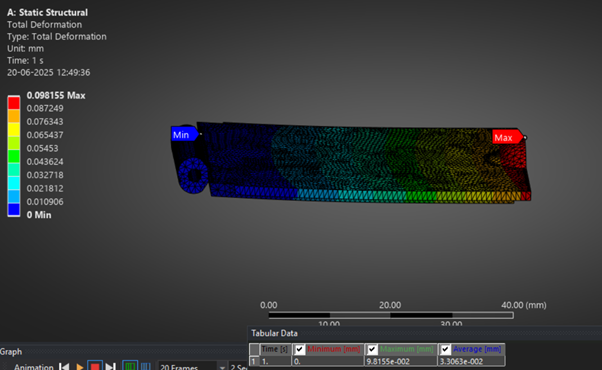 A: Static Structural
Total Deformation
Type: Total Deformation
Unit: mm
Time: 1 s
20-06-2025 12:49:36
0.098155 Max
0.087249
0.076343
0.065437
0.05453
0.043624
0.032718
0.021812
0.010906
0 Min
Min
Max
0.00 20.00 40.00 (mm)
10.00 30.00
Tabular Data
Time [s] Minimum [mm] Maximum [mm] Average [mm]
1 1. 0. 9.8155e-002 3.3063e-002
Graph
Animation 20 Frames 2 Sec